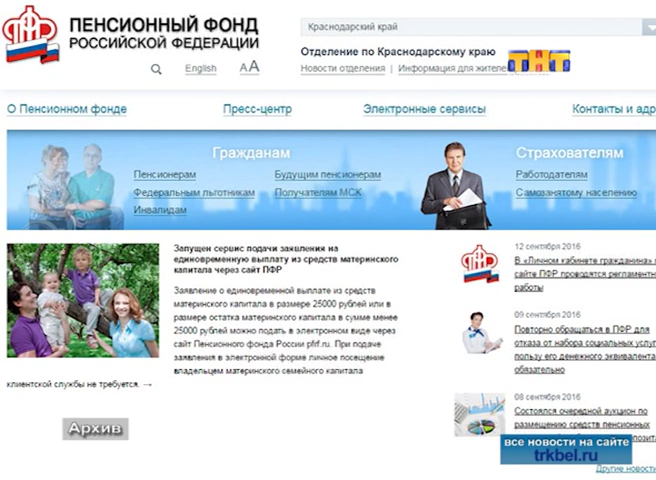 ПЕНСИОННЫЙ ФОНД
РОССИЙСКОЙ ФЕДЕРАЦИИ
English
А А
Краснодарский край
Отделение по Краснодарскому краю
Новости отделения | Информация для жителе
ТНТ
О Пенсионном фонде
Пресс-центр
Электронные сервисы
Контакты и адр
Гражданам
Пенсионерам
Будущим пенсионерам
Федеральным льготникам
Получателям МСК
Инвалидам
Страхователям
Работодателям
Самозанятому населению
Запущен сервис подачи заявления на
единовременную выплату из средств материнского
капитала через сайт ПФР
Заявление о единовременной выплате из средств
материнского капитала в размере 25000 рублей или в
размере остатка материнского капитала в сумме менее
25000 рублей можно подать в электронном виде через
сайт Пенсионного фонда России pfrf.ru. При подаче
заявления в электронной форме личное посещение
владельцем материнского семейного капитала
клиентской службы не требуется. →
12 сентября 2016
В «Личном кабинете гражданина»
сайте ПФР проводятся регламентн
работы
09 сентября 2016
Повторно обращаться в ПФР для
отказа от набора социальных услуг
пользу его денежного эквивалента
обязательно
08 сентября 2016
Состоялся очередной аукцион по
размещению средств пенсионных
Архив
все новости на сайте
trkbel.ru
Другие новости